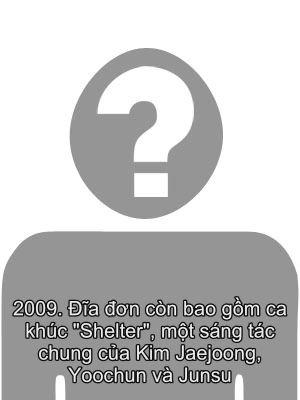 ?
2009. Đĩa đơn còn bao gồm ca
khúc "Shelter", một sáng tác
chung của Kim Jaejoong,
Yoochun và Junsu